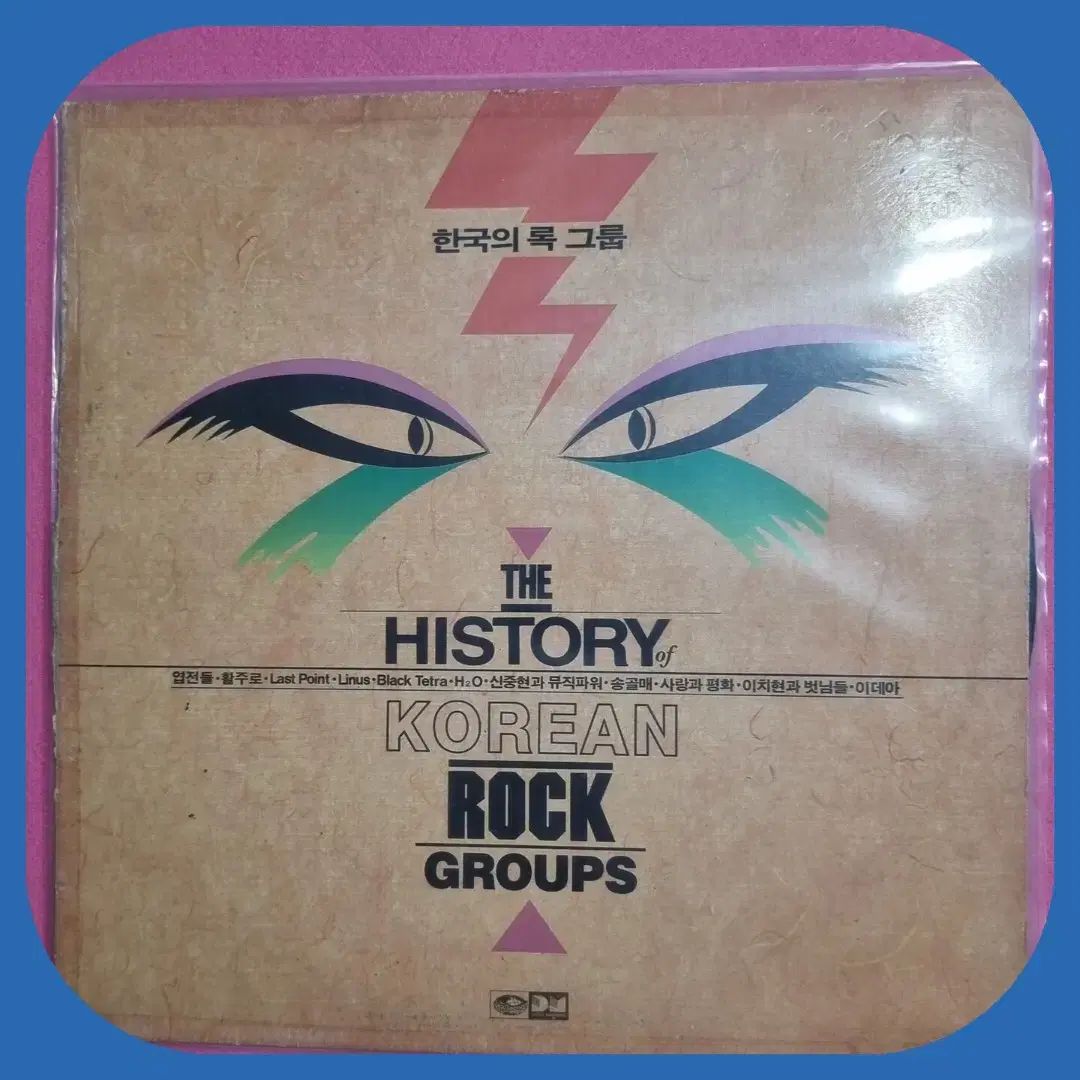 한국의 록 그룹
THE
HISTORY of
엽전들·활주로·Last Point·Linus·Black Tetra·H₂O·신중현과 뮤직파워·송골매·사랑과 평화·이치현과 벗님들·이데아
KOREAN
ROCK
GROUPS